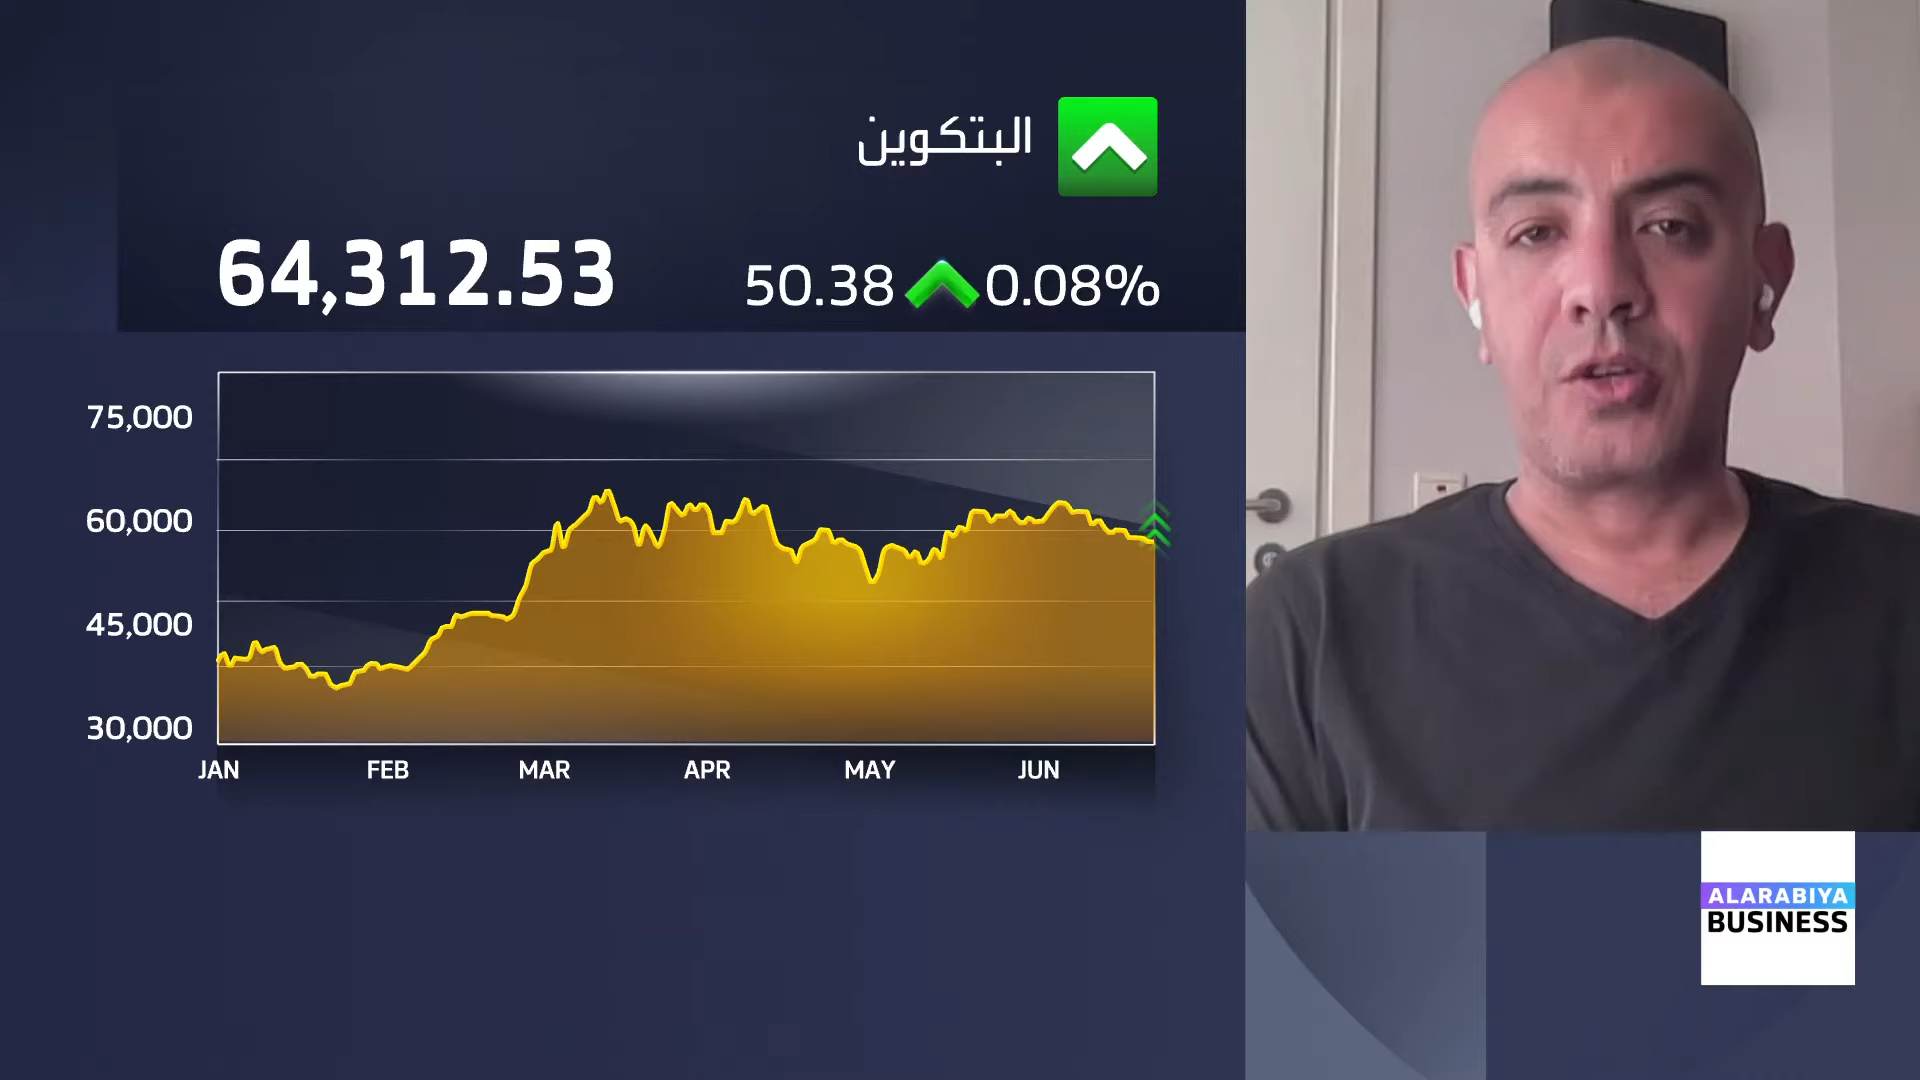 البتكوين
64,312.53
50.38 0.08%
75,000
60,000
45,000
30,000
JAN FEB MAR APR MAY JUN
ALARABIYA
BUSINESS